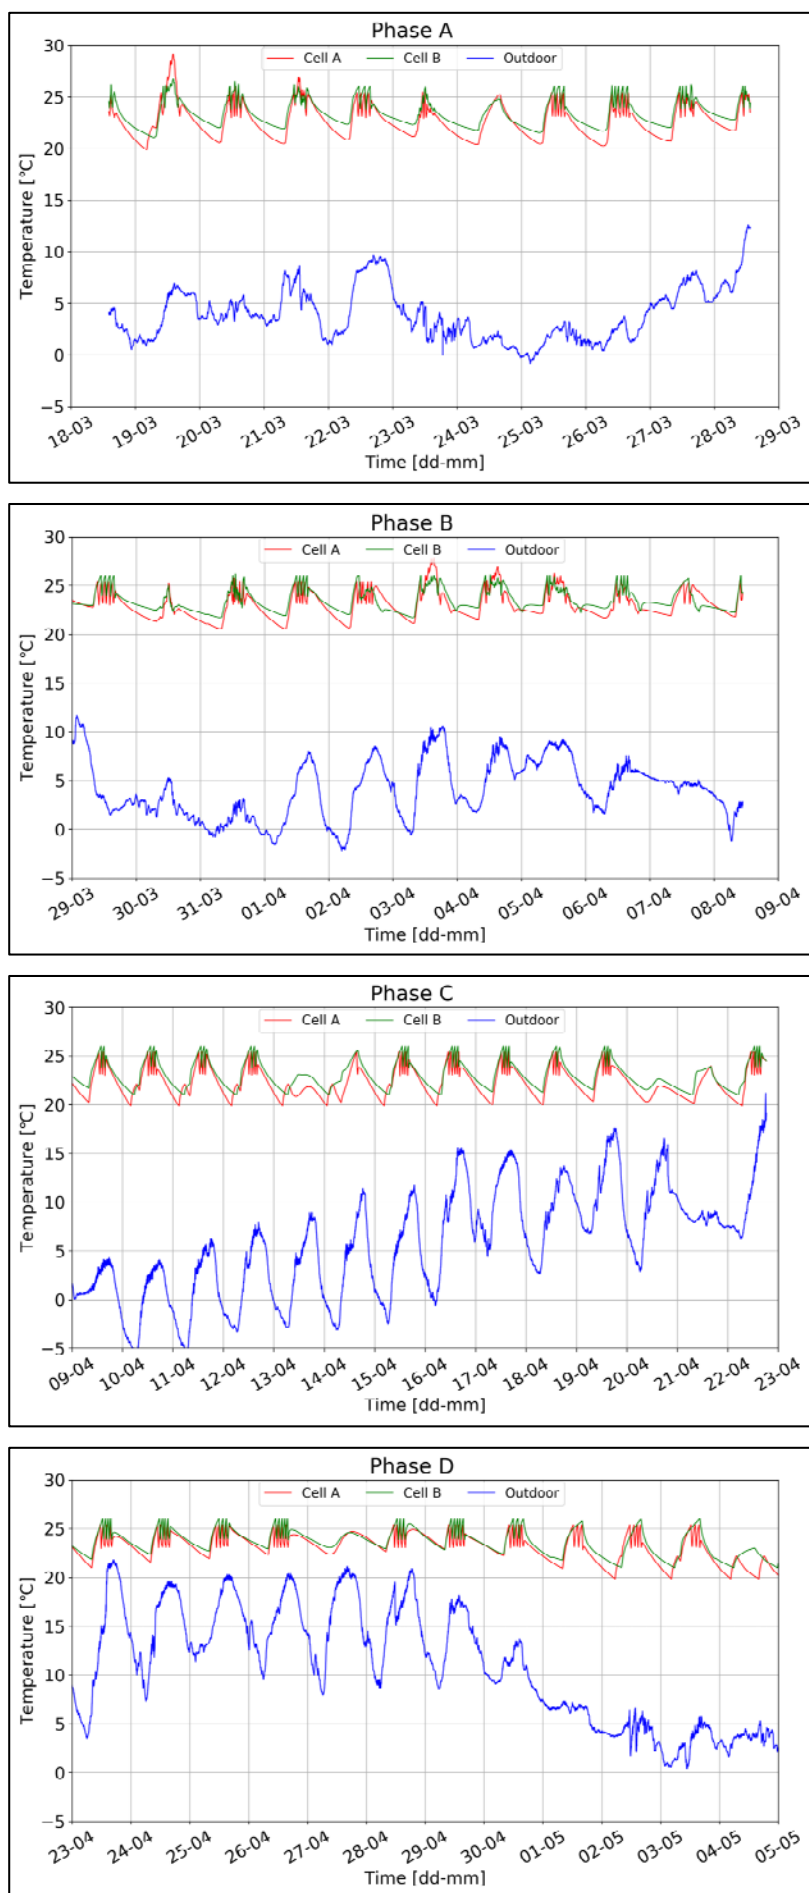 Phase A
Cell A Cell B Outdoor
30
25
20
15
10
5
0
−5
Temperature [°C]
18-03 19-03 20-03 21-03 22-03 23-03 24-03 25-03 26-03 27-03 28-03 29-03
Time [dd-mm]
Phase B
Cell A Cell B Outdoor
30
25
20
15
10
5
0
−5
Temperature [°C]
29-03 30-03 31-03 01-04 02-04 03-04 04-04 05-04 06-04 07-04 08-04 09-04
Time [dd-mm]
Phase C
Cell A Cell B Outdoor
30
25
20
15
10
5
0
−5
Temperature [°C]
09-04 10-04 11-04 12-04 13-04 14-04 15-04 16-04 17-04 18-04 19-04 20-04 21-04 22-04 23-04
Time [dd-mm]
Phase D
Cell A Cell B Outdoor
30
25
20
15
10
5
0
−5
Temperature [°C]
23-04 24-04 25-04 26-04 27-04 28-04 29-04 30-04 01-05 02-05 03-05 04-05 05-05
Time [dd-mm]